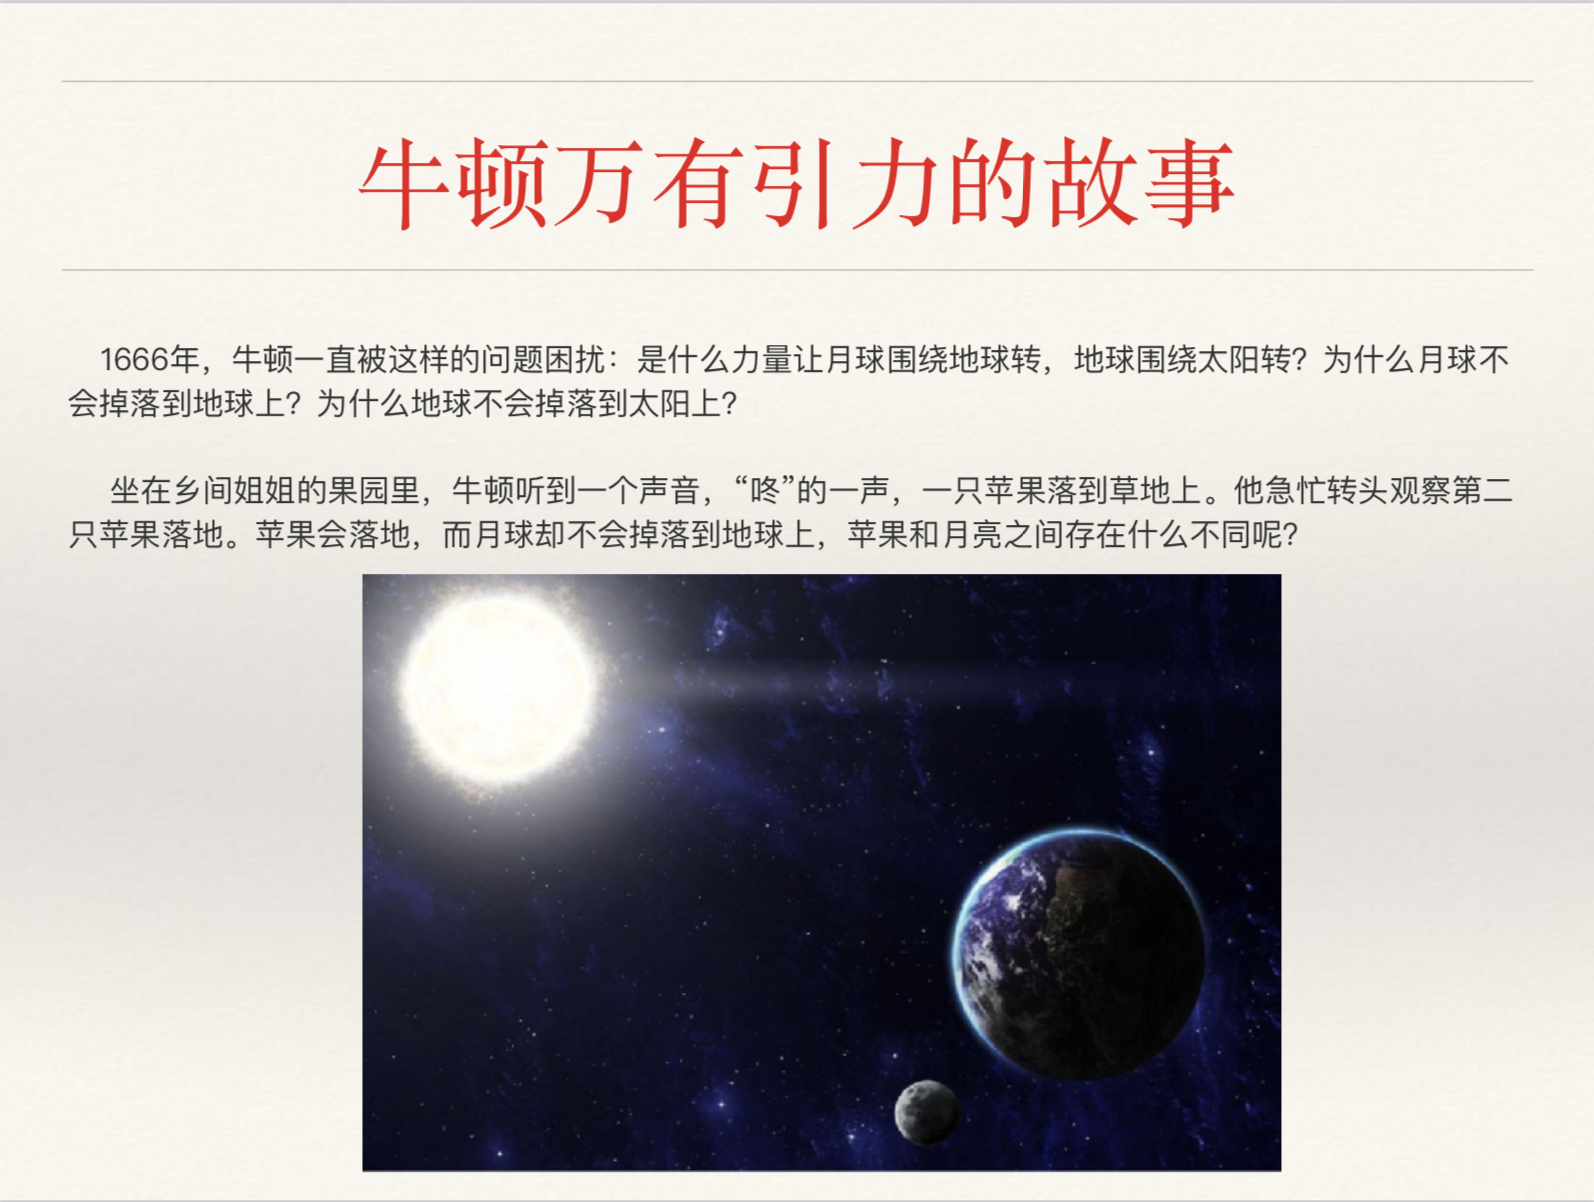 牛顿万有引力的故事
1666年，牛顿一直被这样的问题困扰：是什么力量让月球围绕地球转，地球围绕太阳转？为什么月球不
会掉落到地球上？为什么地球不会掉落到太阳上？
坐在乡间姐姐的果园里，牛顿听到一个声音，“咚”的一声，一只苹果落到草地上。他急忙转头观察第二
只苹果落地。苹果会落地，而月球却不会掉落到地球上，苹果和月亮之间存在什么不同呢？